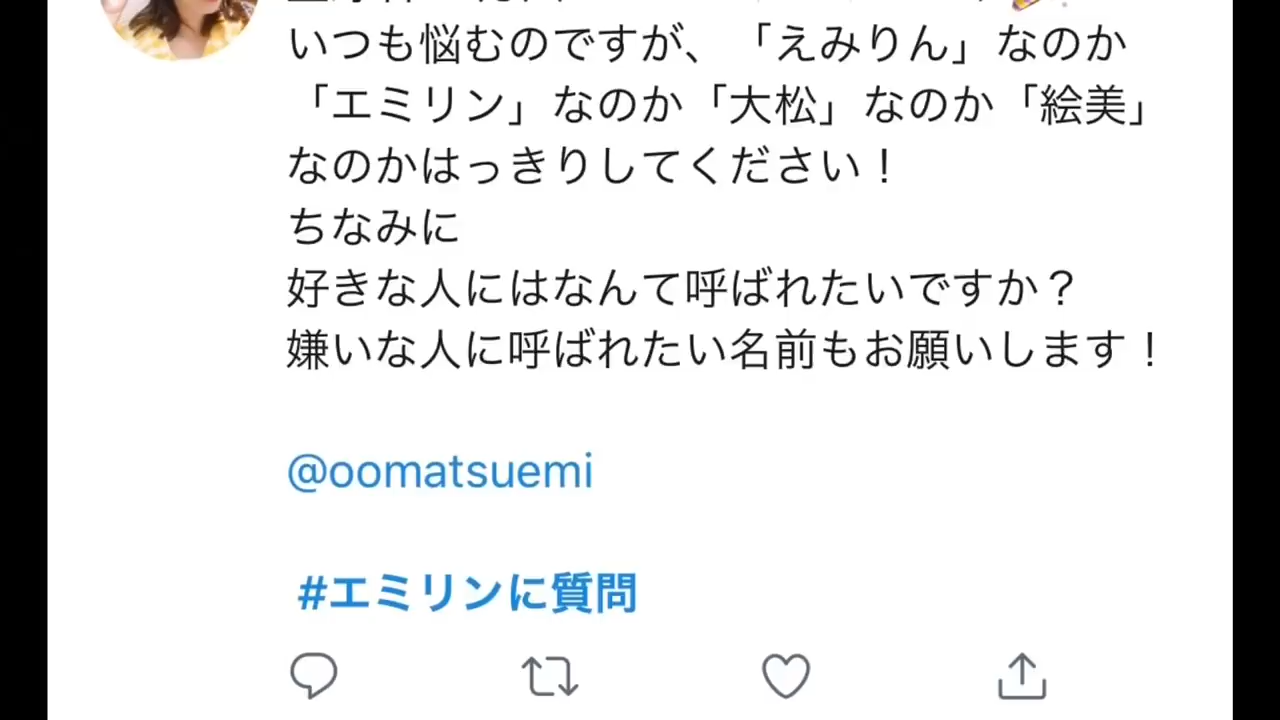 いつも悩むのですが、「えみりん」なのか
「エミリン」なのか「大松」なのか「絵美」
なのかはっきりしてください！
ちなみに
好きな人にはなんて呼ばれたいですか？
嫌いな人に呼ばれたい名前もお願いします！
@oomatsuemi
#エミリンに質問